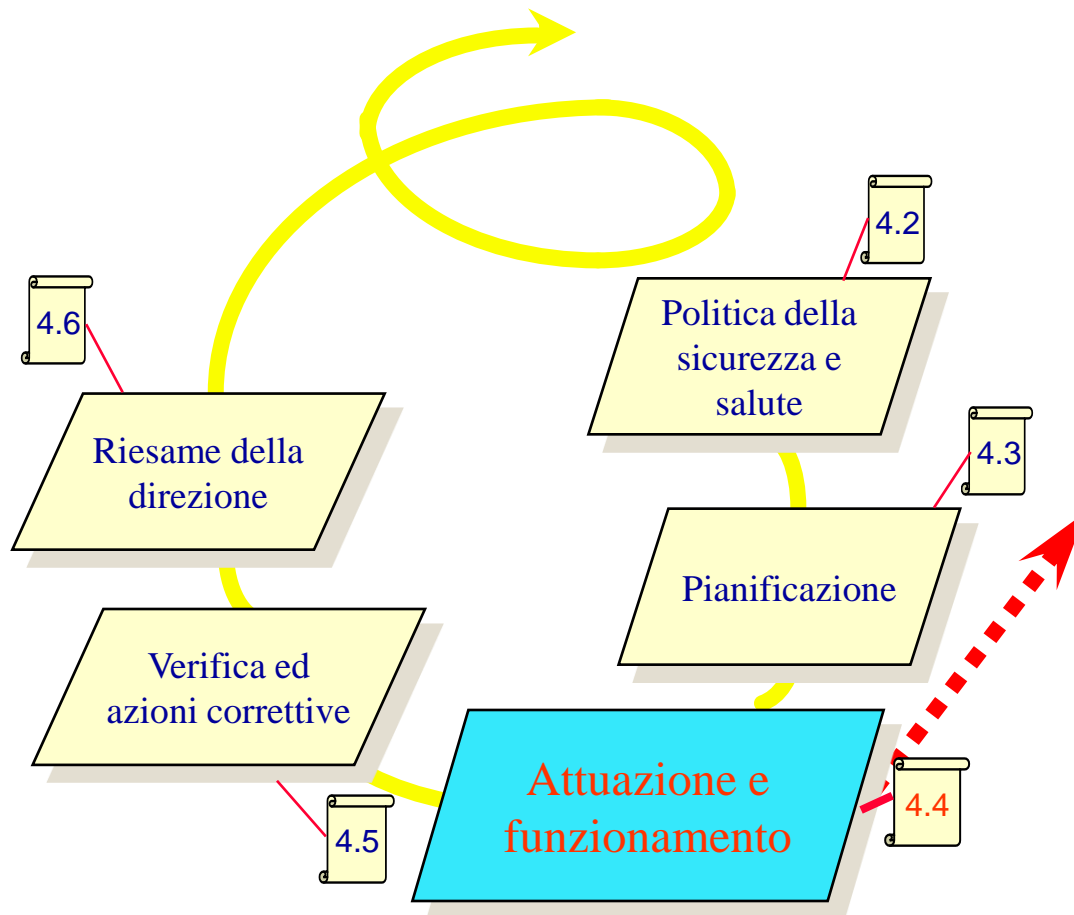 4.2
Politica della
sicurezza e
salute
4.3
Pianificazione
4.4
Attuazione e
funzionamento
4.5
Verifica ed
azioni correttive
4.6
Riesame della
direzione